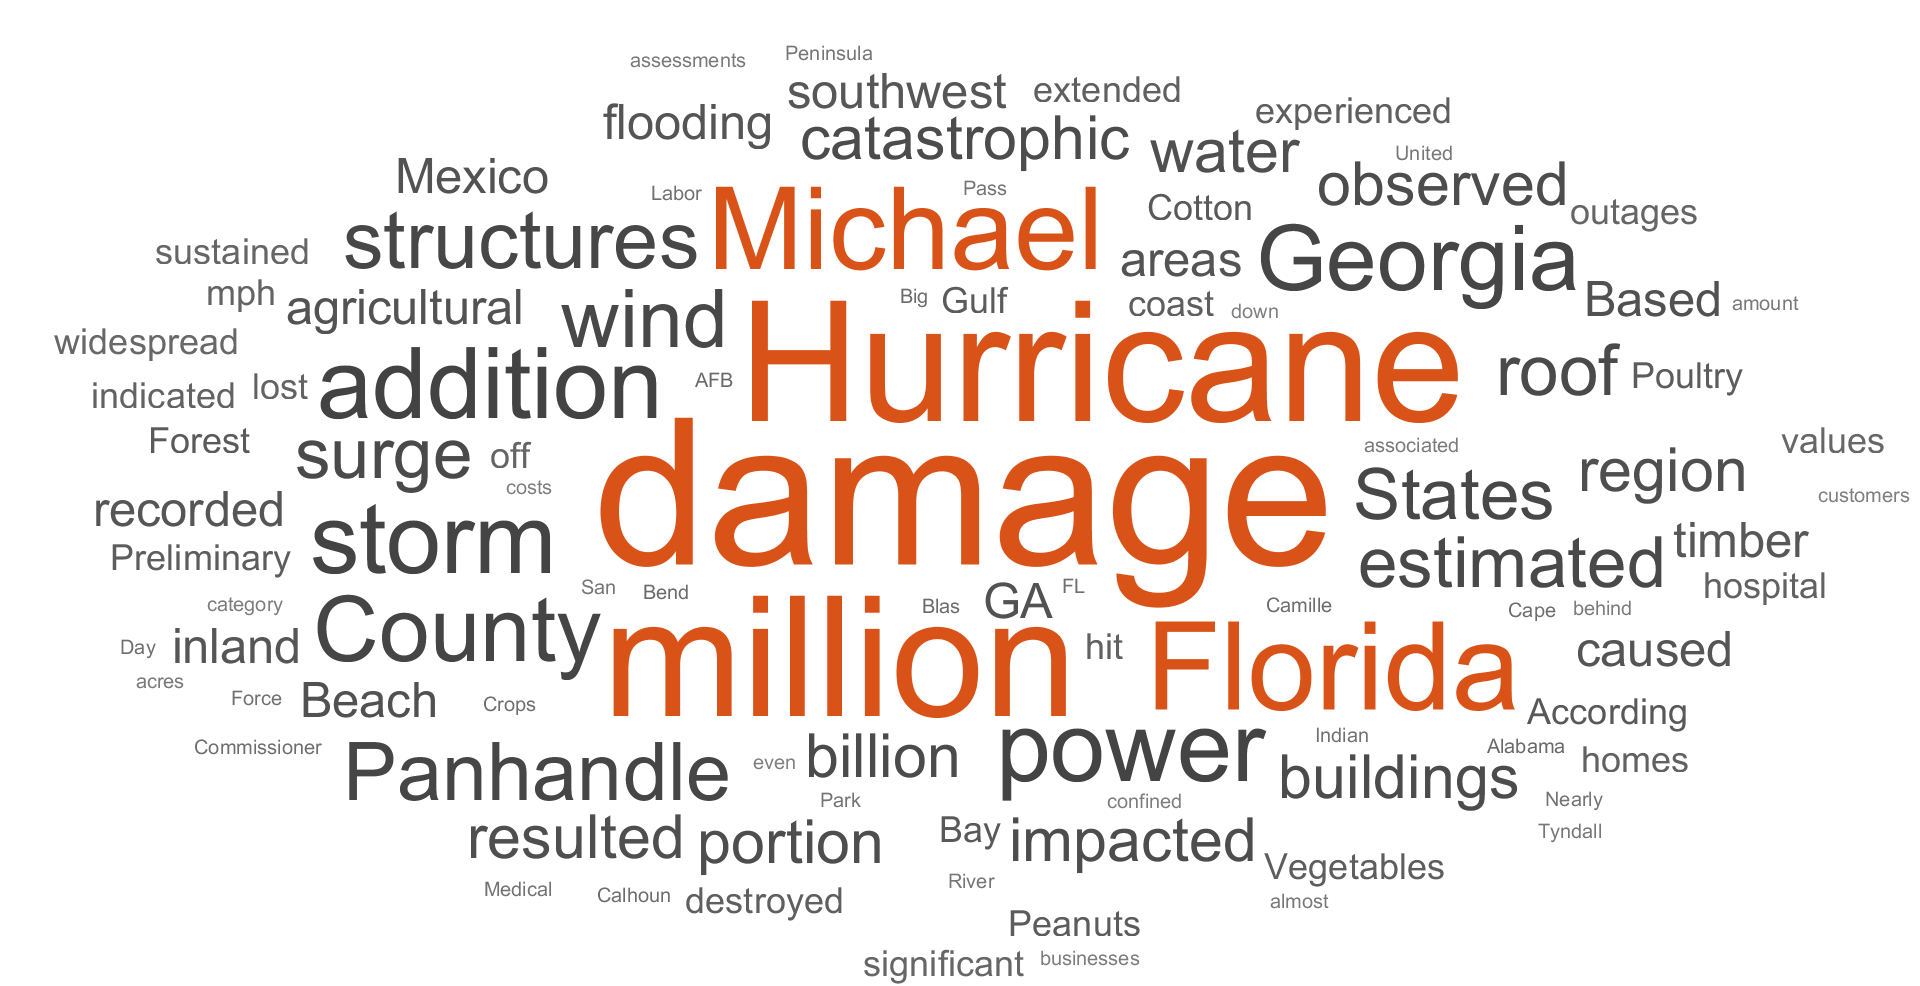 Peninsula
assessments
southwest
extended
experienced
flooding
catastrophic
water
United
Mexico
Labor
Pass
observed
Michael
Cotton
outages
structures
sustained
areas
Georgia
mph
agricultural
wind
Big
Gulf
coast
down
Based
amount
widespread
Hurricane
indicated
lost
addition
AFB
roof
Poultry
Forest
surge
off
damage
associated
values
costs
States
region
customers
recorded
storm
estimated
timber
Preliminary
San
Bend
GA
FL
hospital
category
County
Blas
Camille
Cape
behind
Day
inland
million
hit
Florida
caused
acres
Force
Beach
Crops
According
Commissioner
Panhandle
even
billion
power
Indian
Alabama
homes
buildings
Park
confined
Nearly
resulted
portion
Bay
impacted
Tyndall
Vegetables
Medical
Calhoun
destroyed
River
almost
Peanuts
significant
businesses